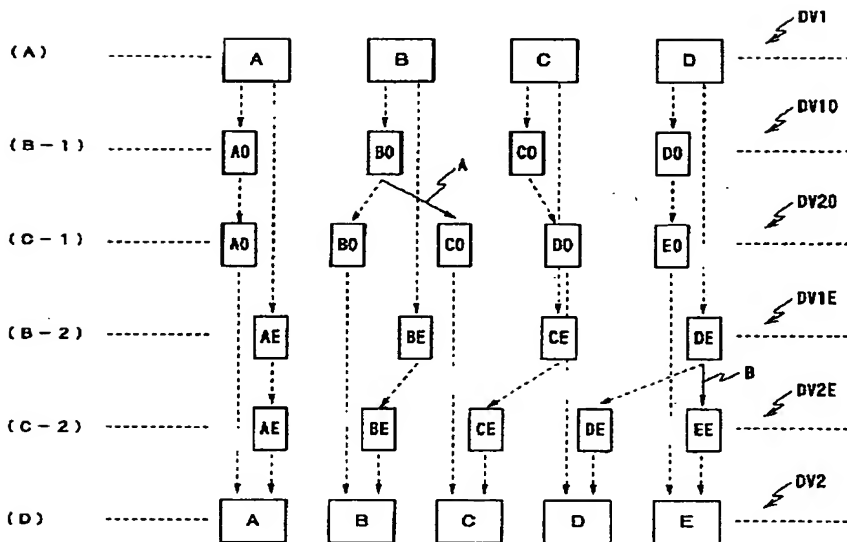 DV1
(A) A B C D
DV10
(B-1) A0 B0 C0 D0
A
DV20
(C-1) A0 B0 C0 D0 E0
DV1E
(B-2) AE BE CE DE
B
DV2E
(C-2) AE BE CE DE EE
DV2
(D) A B C D E